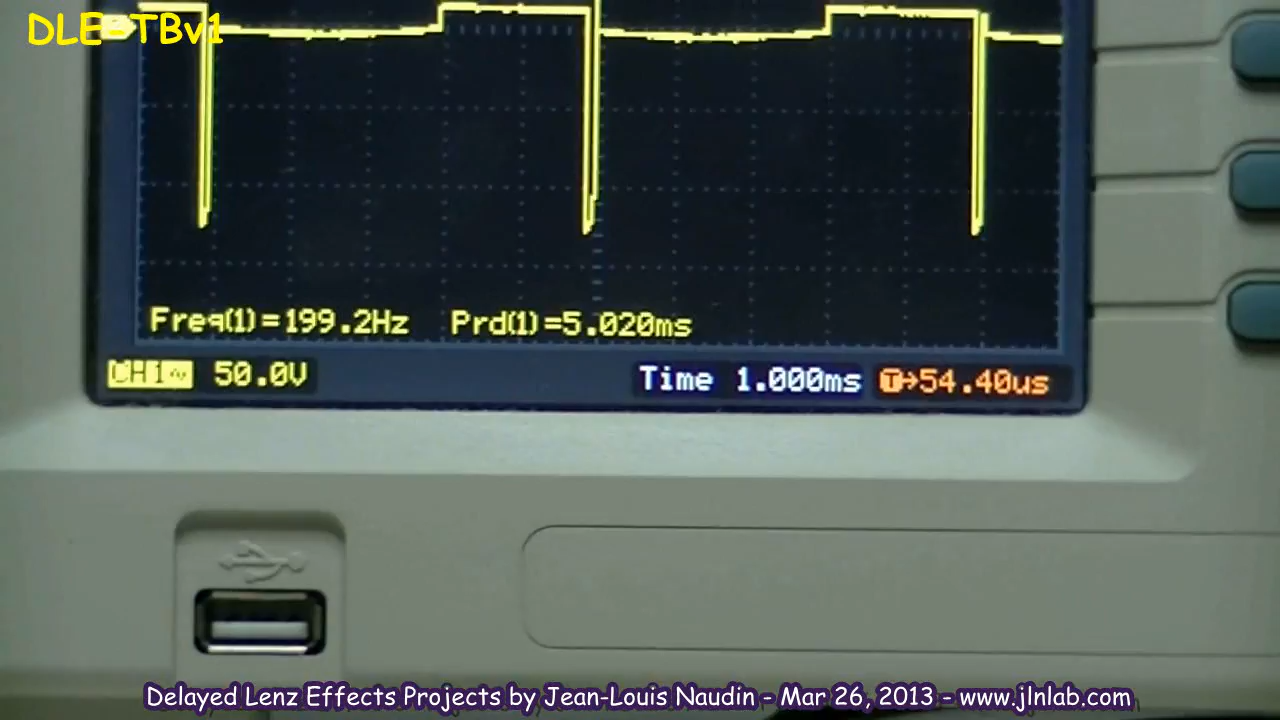 DLE-TBv1
Freq(1)=199.2Hz Prd(1)=5.020ms
CH1~ 50.0V Time 1.000ms T→54.40us
Delayed Lenz Effects Projects by Jean-Louis Naudin - Mar 26, 2013 - www.jlnlab.com